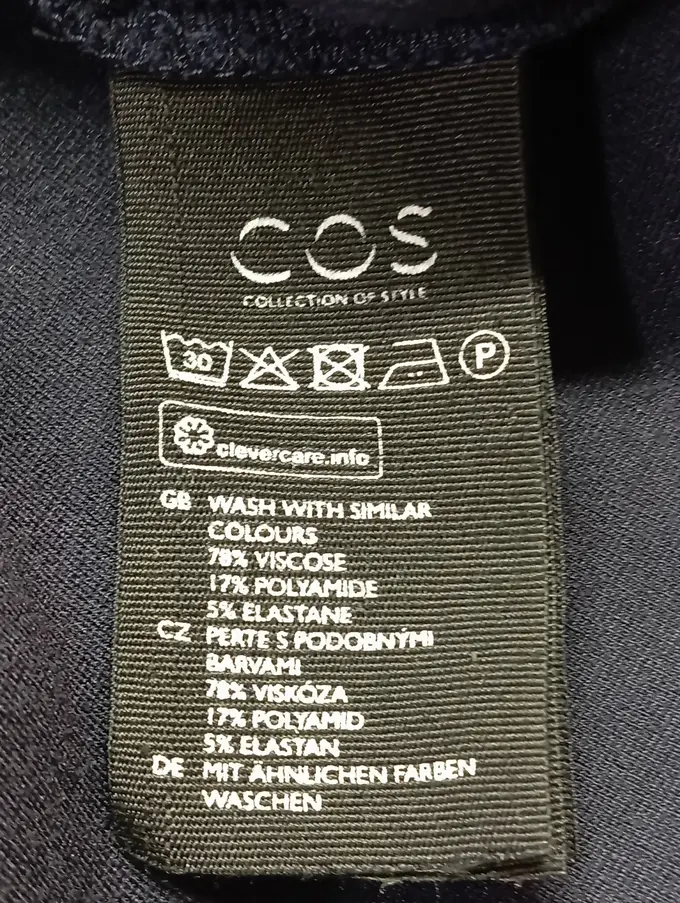 COS
COLLECTION OF STYLE
30 P
clevercare.info
GB WASH WITH SIMILAR
COLOURS
78% VISCOSE
17% POLYAMIDE
5% ELASTANE
CZ PERTE S PODOBNÝMI
BARVAMI
78% VISKÓZA
17% POLYAMID
5% ELASTAN
DE MIT ÄHNLICHEN FARBEN
WASCHEN